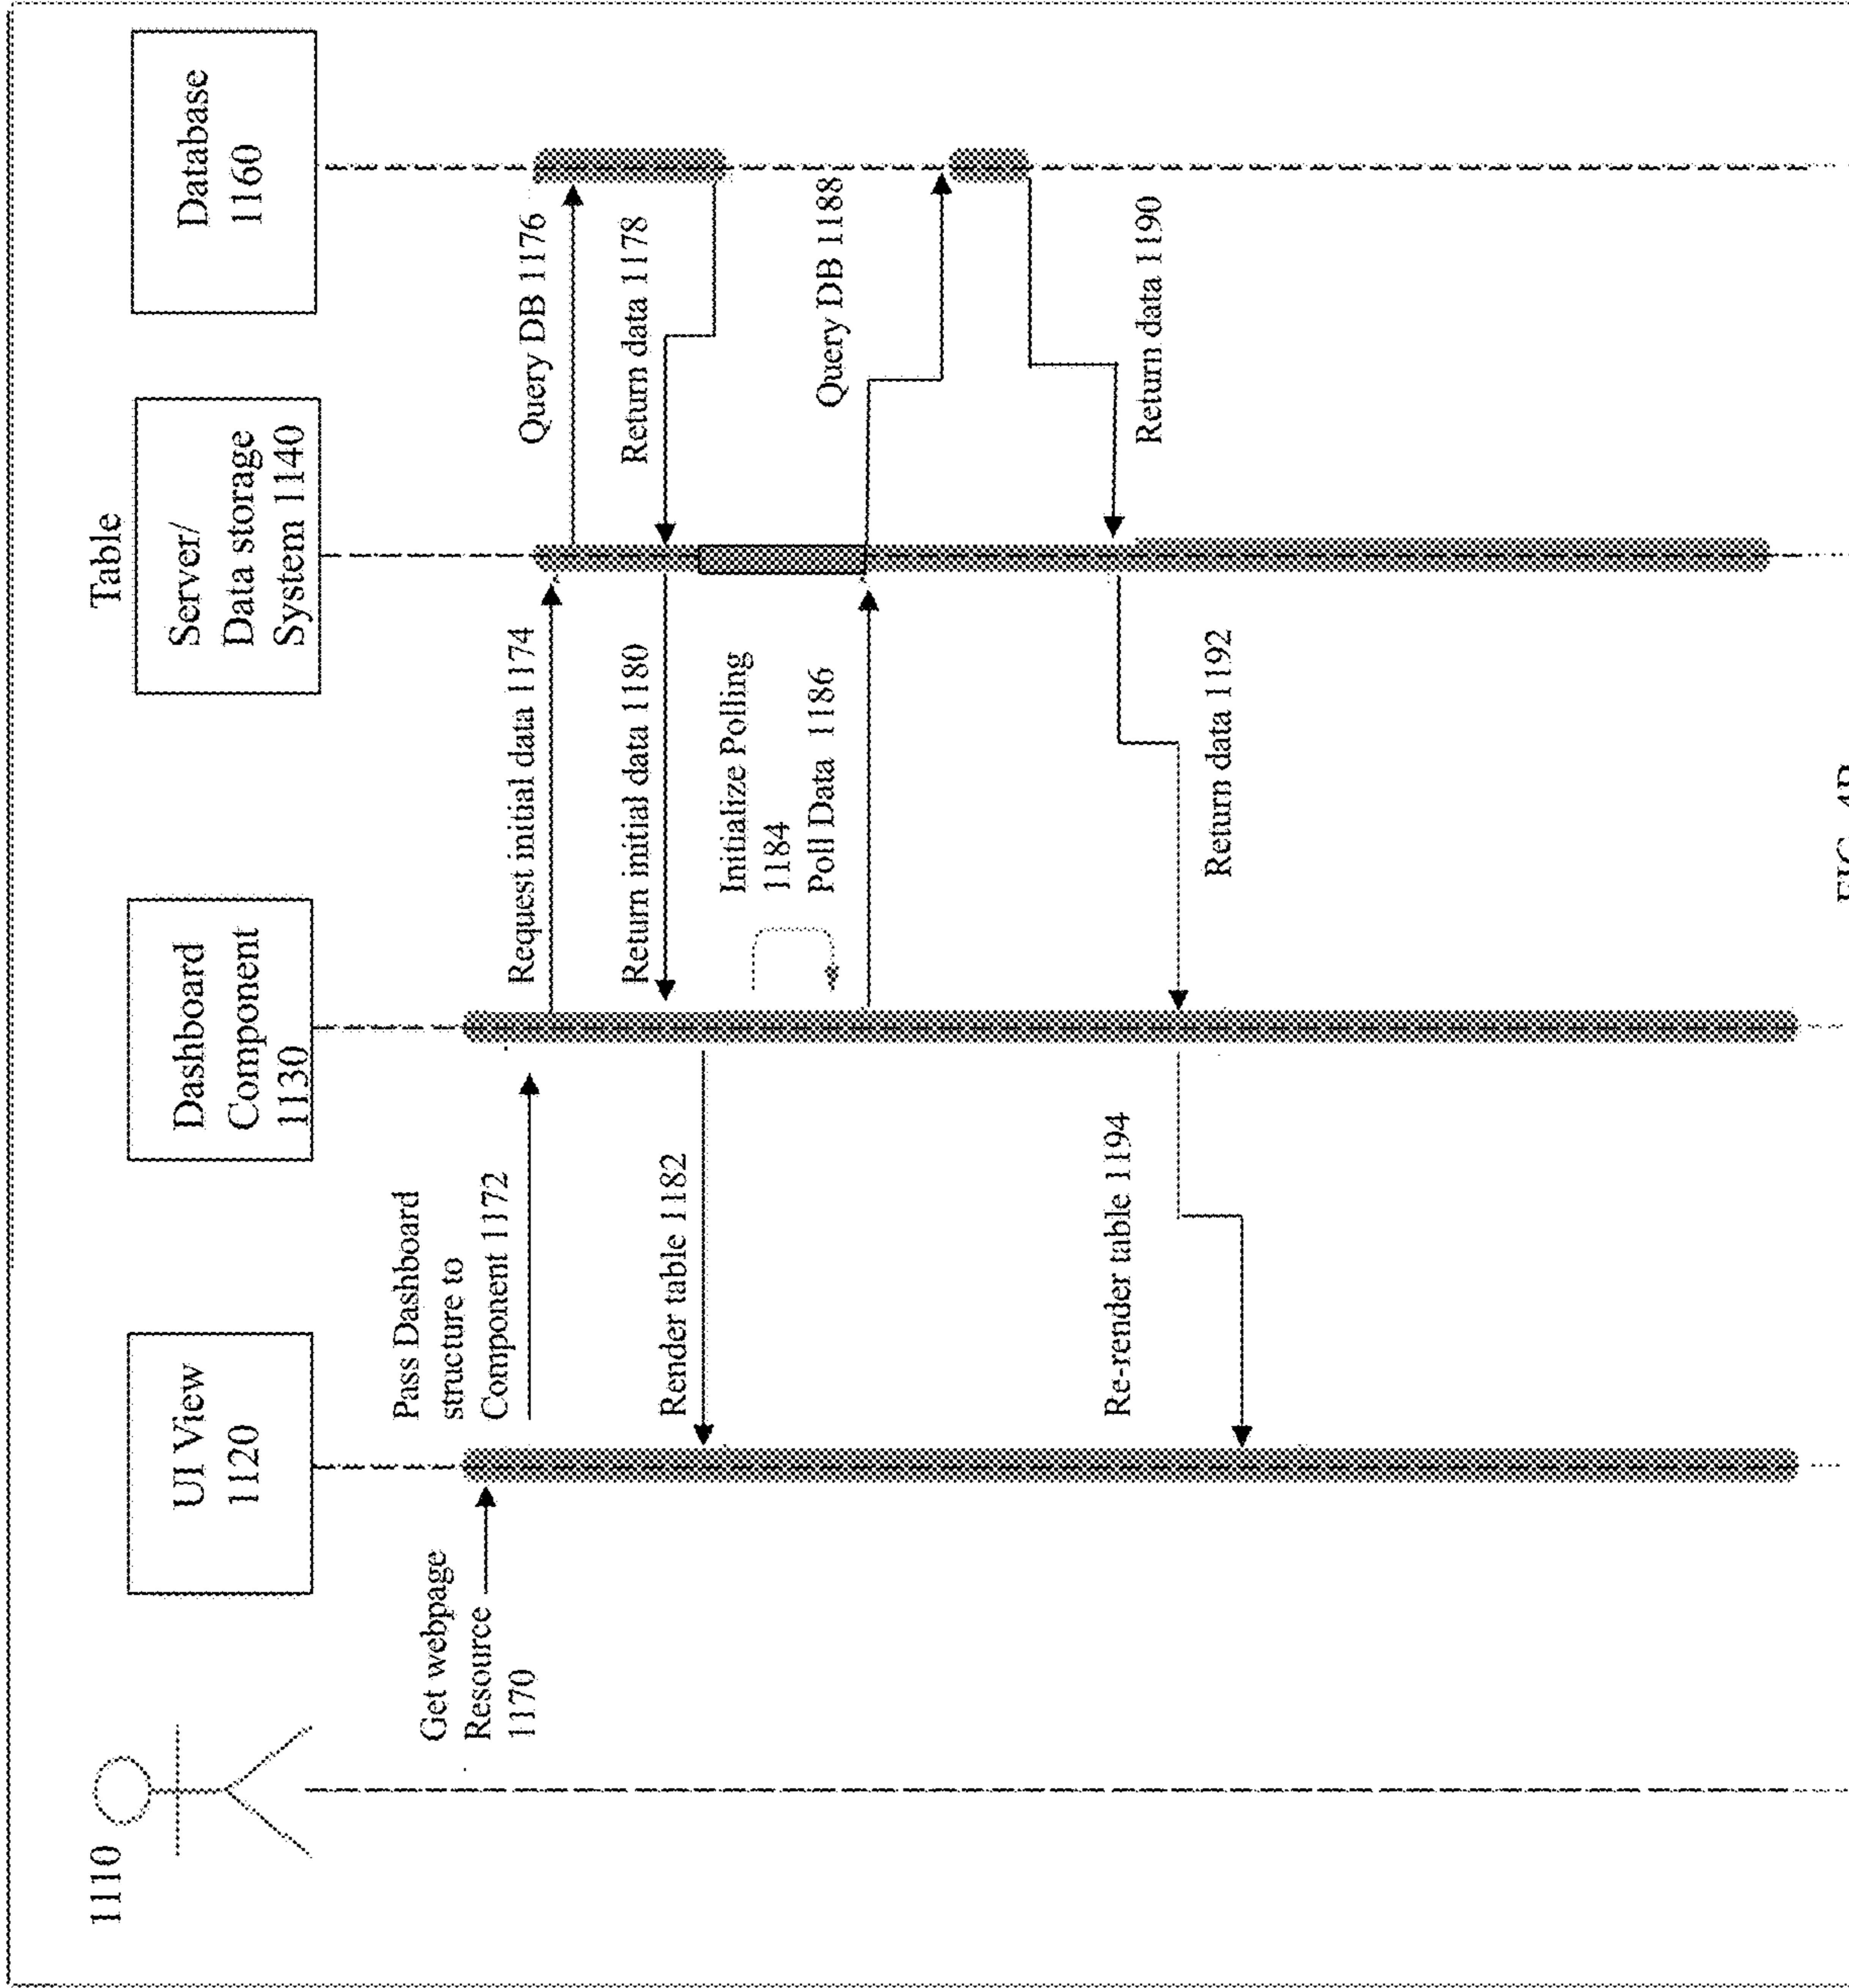 Table
1110
UI View
1120
Dashboard
Component
1130
Server/
Data storage
System 1140
Database
1160
Get webpage
Resource
1170
Pass Dashboard
structure to
Component 1172
Request initial data 1174
Query DB 1176
Return data 1178
Return initial data 1180
Render table 1182
Initialize Polling
1184
Poll Data 1186
Query DB 1188
Return data 1190
Return data 1192
Re-render table 1194